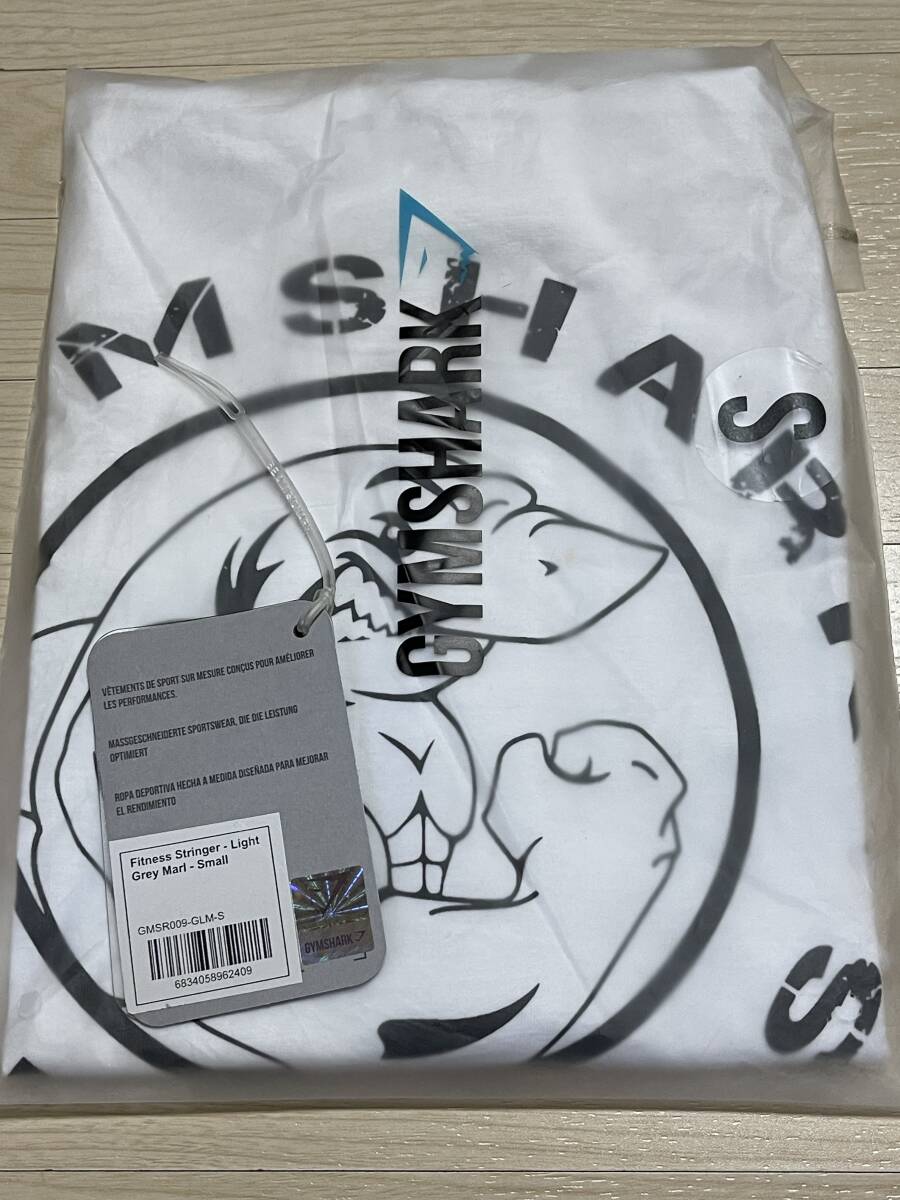 MSHAR
S
GYMSHARK
VÊTEMENTS DE SPORT SUR MESURE CONÇUS POUR AMÉLIORER
LES PERFORMANCES.
MASSGESCHNEIDERTE SPORTSWEAR, DIE DIE LEISTUNG
OPTIMIERT
ROPA DEPORTIVA HECHA A MEDIDA DISEÑADA PARA MEJORAR
EL RENDIMIENTO
Fitness Stringer - Light
Grey Marl - Small
GMSR009-GLM-S
6834058962409
GYMSHARK
S